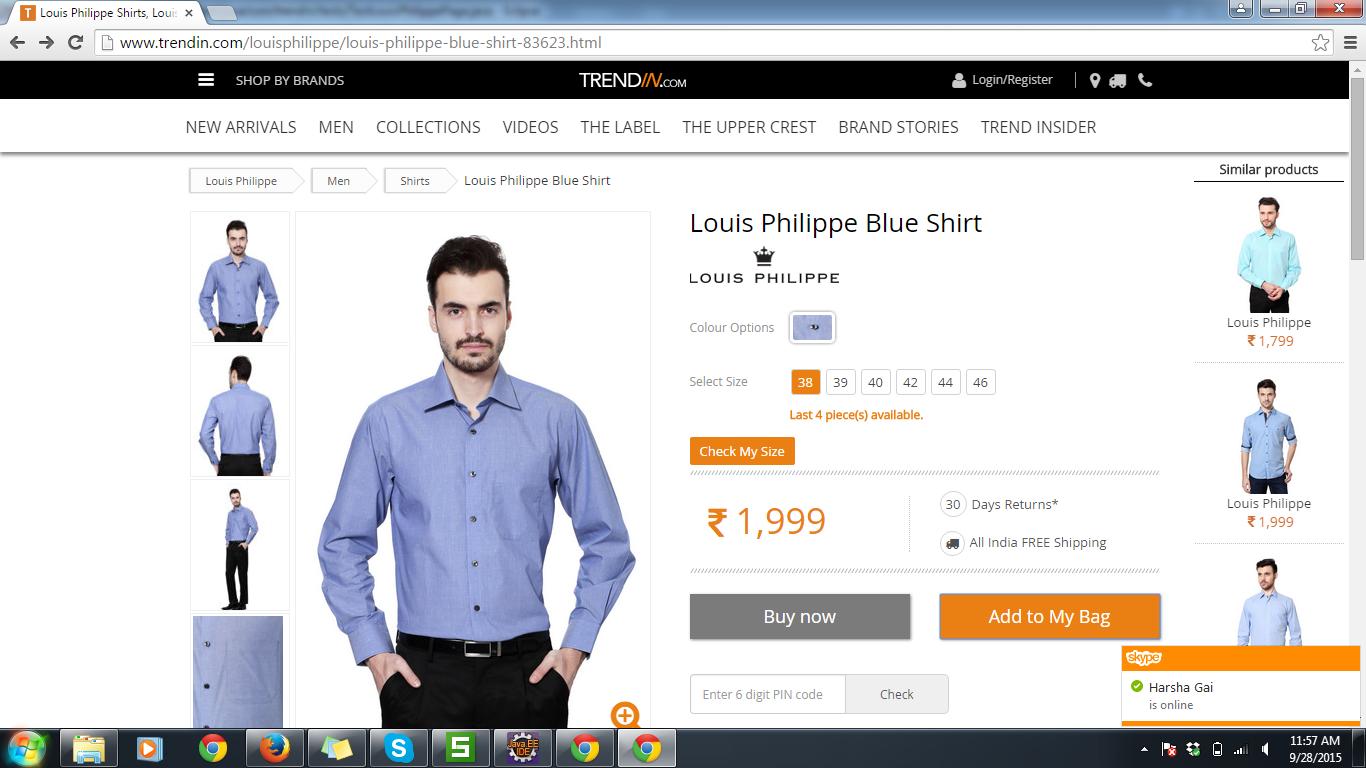 Louis Philippe Shirts, Loui
www.trendin.com/louisphilippe/louis-philippe-blue-shirt-83623.html
SHOP BY BRANDS
TRENDIN.COM
Login/Register
NEW ARRIVALS MEN COLLECTIONS VIDEOS THE LABEL THE UPPER CREST BRAND STORIES TREND INSIDER
Louis Philippe Men Shirts Louis Philippe Blue Shirt
Louis Philippe Blue Shirt
LOUIS PHILIPPE
Colour Options
Select Size 38 39 40 42 44 46
Last 4 piece(s) available.
Check My Size
₹ 1,999
30 Days Returns*
All India FREE Shipping
Buy now
Add to My Bag
Enter 6 digit PIN code Check
Similar products
Louis Philippe
₹ 1,799
Louis Philippe
₹ 1,999
skype
Harsha Gai
is online
Java EE
IDE
11:57 AM
9/28/2015